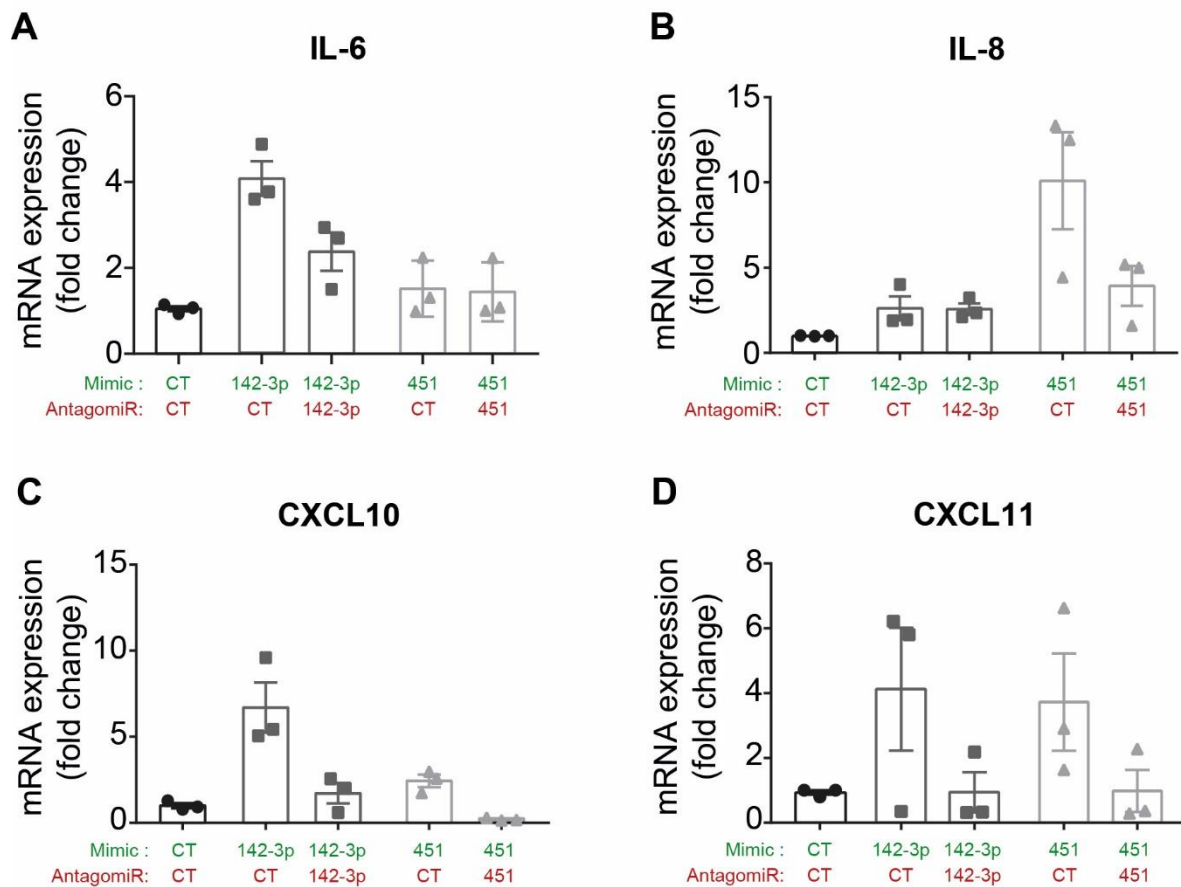 A
IL-6
mRNA expression
(fold change)
6
4
2
0
Mimic : CT 142-3p 142-3p 451 451
AntagomiR: CT CT 142-3p CT 451
B
IL-8
mRNA expression
(fold change)
15
10
5
0
Mimic : CT 142-3p 142-3p 451 451
AntagomiR: CT CT 142-3p CT 451
C
CXCL10
mRNA expression
(fold change)
15
10
5
0
Mimic : CT 142-3p 142-3p 451 451
AntagomiR: CT CT 142-3p CT 451
D
CXCL11
mRNA expression
(fold change)
8
6
4
2
0
Mimic : CT 142-3p 142-3p 451 451
AntagomiR: CT CT 142-3p CT 451